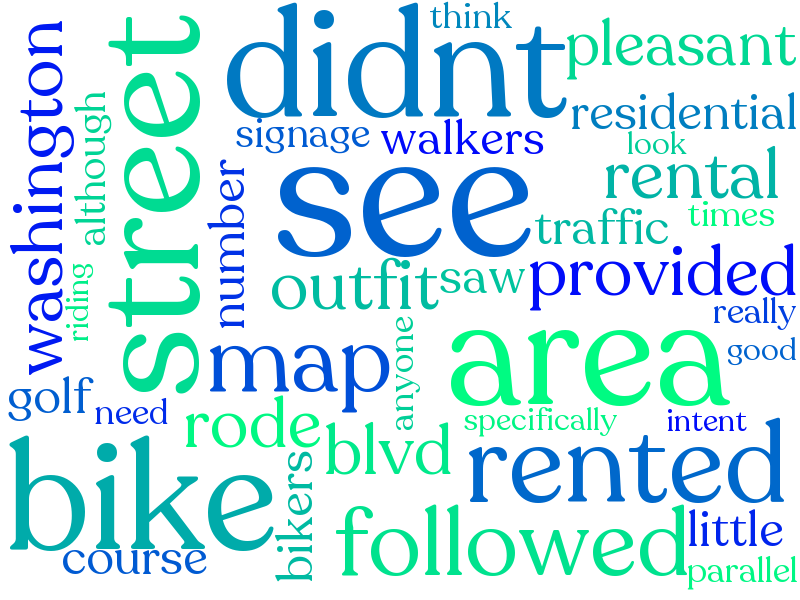 think
didnt
pleasant
street
washington
residential
signage
walkers
although
look
see
rental
number
times
traffic
provided
outfit
saw
riding
really
area
map
anyone
good
golf
need
rode
specifically
intent
blvd
rented
bike
bikers
followed
little
course
parallel